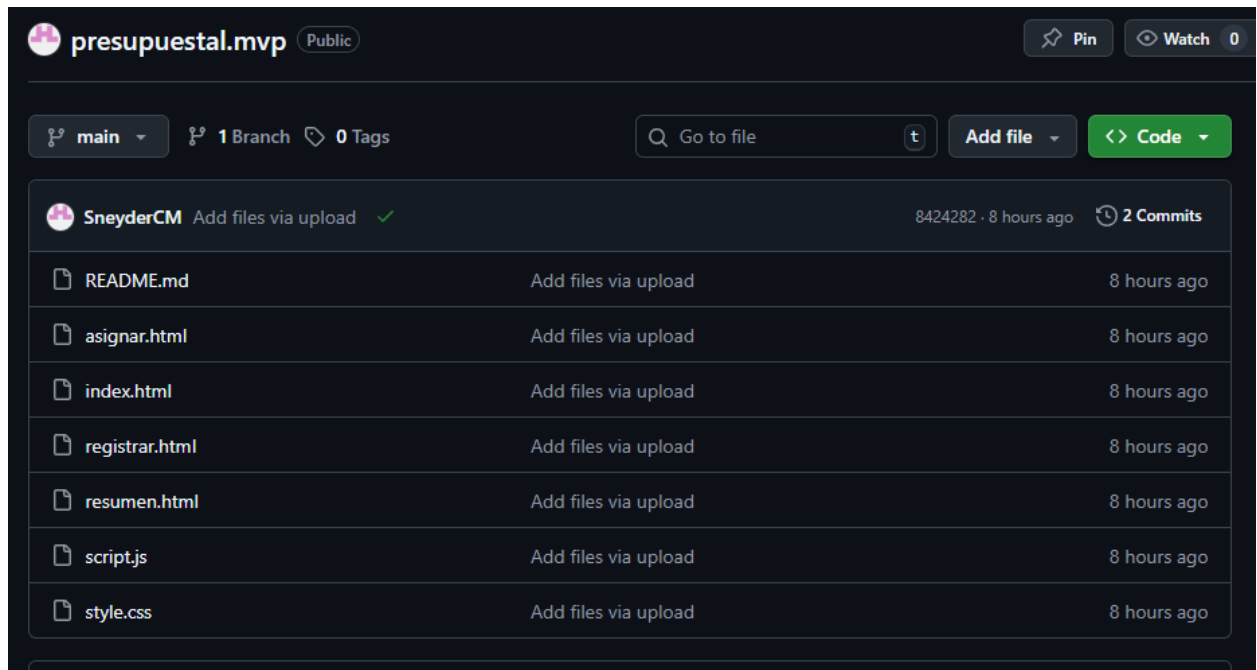 presupuestal.mvp Public Pin Watch 0
main 1 Branch 0 Tags Go to file t Add file <> Code
SneyderCM Add files via upload 8424282 · 8 hours ago 2 Commits
README.md Add files via upload 8 hours ago
asignar.html Add files via upload 8 hours ago
index.html Add files via upload 8 hours ago
registrar.html Add files via upload 8 hours ago
resumen.html Add files via upload 8 hours ago
script.js Add files via upload 8 hours ago
style.css Add files via upload 8 hours ago